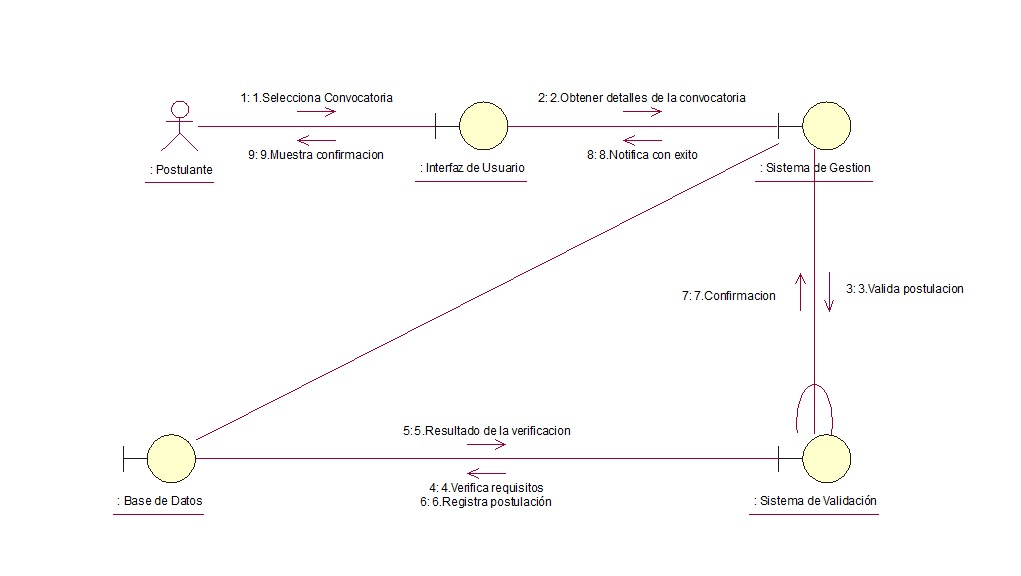 1: 1.Selecciona Convocatoria
2: 2.Obtener detalles de la convocatoria
9: 9.Muestra confirmacion
8: 8.Notifica con exito
: Postulante
: Interfaz de Usuario
: Sistema de Gestion
7: 7.Confirmacion
3: 3.Valida postulacion
5: 5.Resultado de la verificacion
4: 4.Verifica requisitos
6: 6.Registra postulación
: Base de Datos
: Sistema de Validación